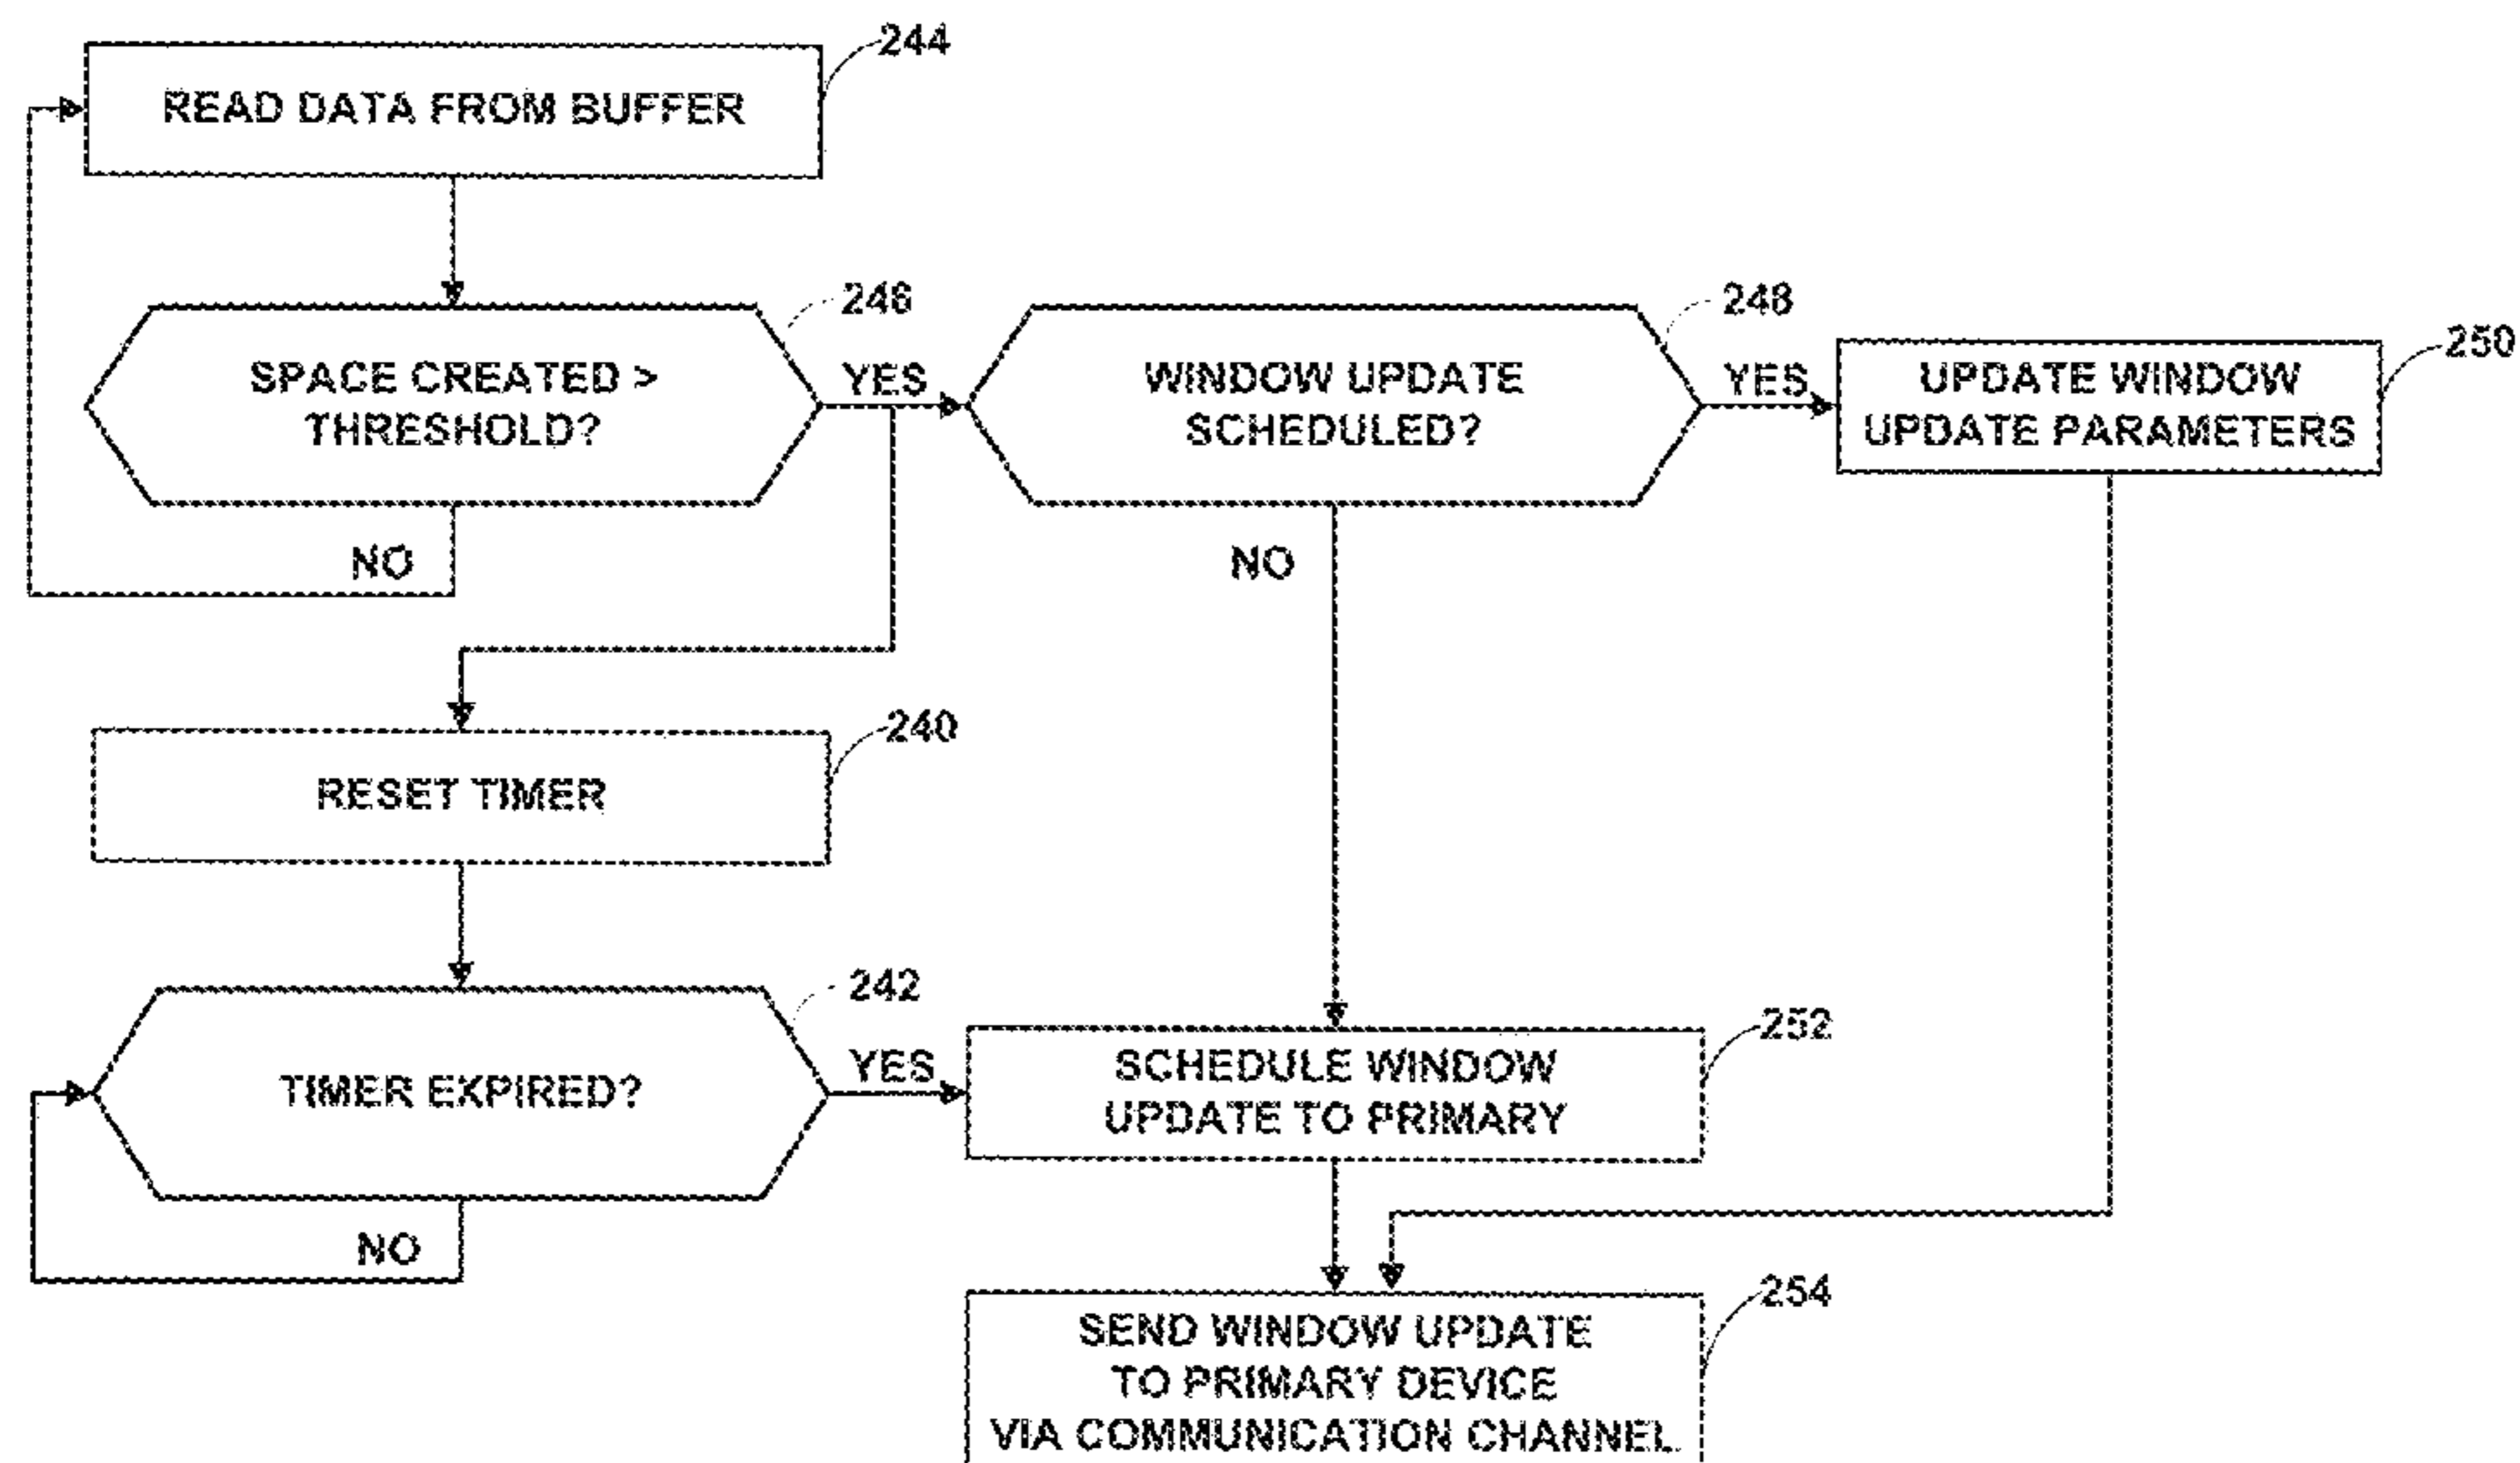 244
READ DATA FROM BUFFER
246
248
250
SPACE CREATED >
THRESHOLD?
YES
WINDOW UPDATE
SCHEDULED?
YES
UPDATE WINDOW
UPDATE PARAMETERS
NO
NO
240
RESET TIMER
242
252
TIMER EXPIRED?
YES
SCHEDULE WINDOW
UPDATE TO PRIMARY
NO
254
SEND WINDOW UPDATE
TO PRIMARY DEVICE
VIA COMMUNICATION CHANNEL